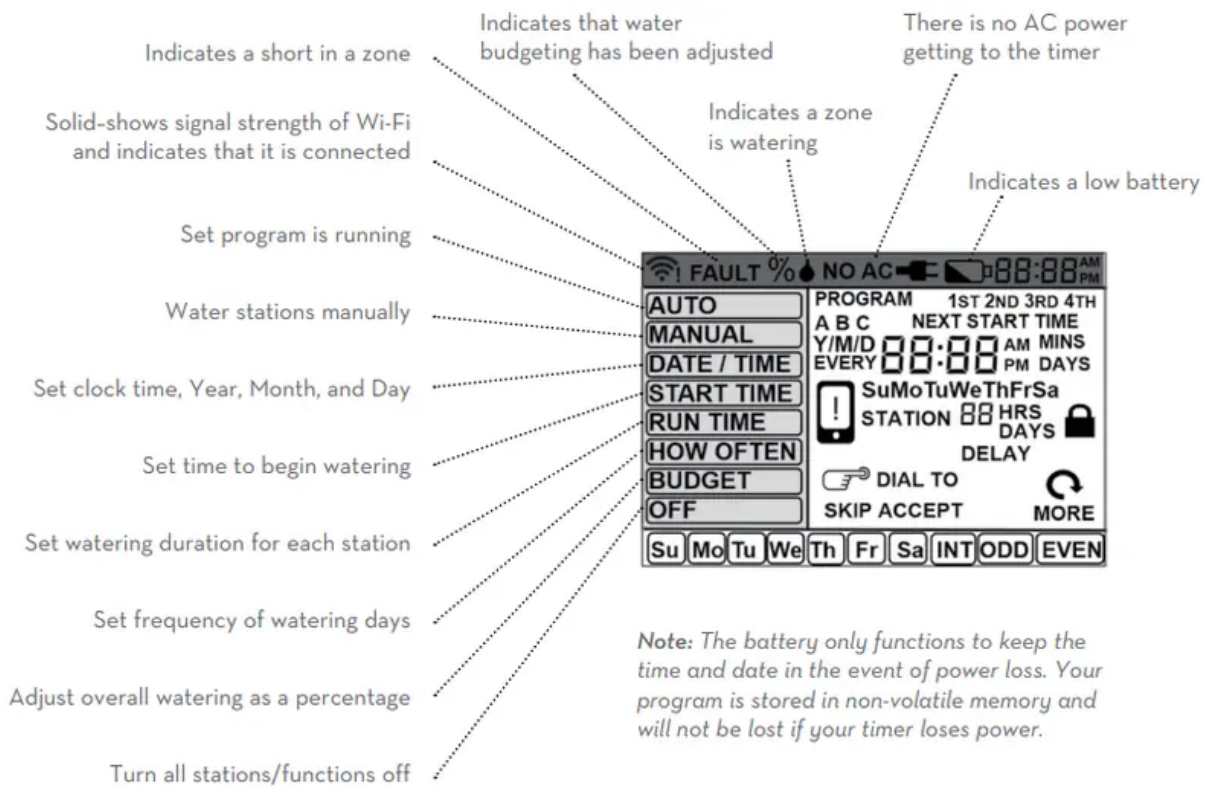 Indicates that water
budgeting has been adjusted
There is no AC power
getting to the timer
Indicates a short in a zone
Indicates a zone
is watering
Solid-shows signal strength of Wi-Fi
and indicates that it is connected
Indicates a low battery
Set program is running
Water stations manually
Set clock time, Year, Month, and Day
Set time to begin watering
Set watering duration for each station
Set frequency of watering days
Adjust overall watering as a percentage
Turn all stations/functions off
! FAULT % NO AC 88:88 AM PM
AUTO
MANUAL
DATE / TIME
START TIME
RUN TIME
HOW OFTEN
BUDGET
OFF
PROGRAM 1ST 2ND 3RD 4TH
A B C NEXT START TIME
Y/M/D 88:88 AM MINS
EVERY PM DAYS
SuMoTuWeThFrSa
! STATION 88 HRS
DAYS
DELAY
DIAL TO
SKIP ACCEPT MORE
Su Mo Tu We Th Fr Sa INT ODD EVEN
Note: The battery only functions to keep the
time and date in the event of power loss. Your
program is stored in non-volatile memory and
will not be lost if your timer loses power.